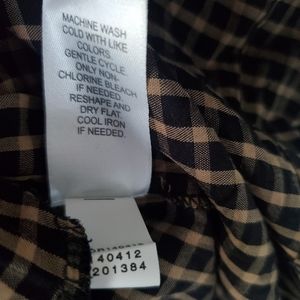 MACHINE WASH
COLD WITH LIKE
COLORS.
GENTLE CYCLE.
ONLY NON-
CHLORINE BLEACH
IF NEEDED.
RESHAPE AND
DRY FLAT.
COOL IRON
IF NEEDED.
140412
201384